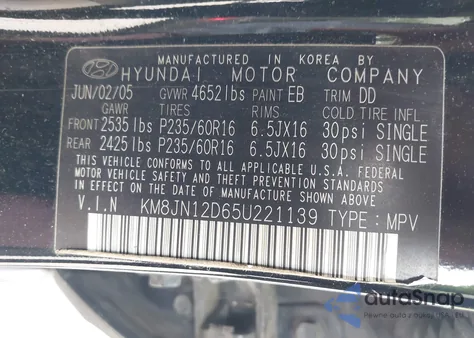 MANUFACTURED IN KOREA BY
HYUNDAI MOTOR COMPANY
JUN/02/05 GVWR 4652lbs PAINT EB TRIM DD
GAWR TIRES RIMS COLD TIRE INFL.
FRONT 2535lbs P235/60R16 6.5JX16 30psi SINGLE
REAR 2425lbs P235/60R16 6.5JX16 30psi SINGLE
THIS VEHICLE CONFORMS TO ALL APPLICABLE U.S.A. FEDERAL
MOTOR VEHICLE SAFETY AND BUMPER AND THEFT PREVENTION
STANDARDS IN EFFECT ON THE DATE OF MANUFACTURE SHOWN ABOVE.
V.I.N KM8JN12D65U221139 TYPE : MPV
autoSnap